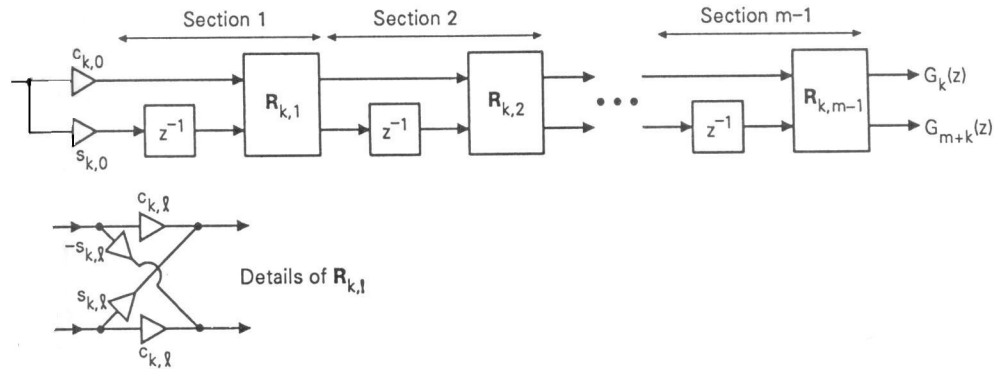 Section 1
Section 2
Section m–1
c_{k,0}
s_{k,0}
z⁻¹
R_{k,1}
z⁻¹
R_{k,2}
z⁻¹
R_{k,m–1}
G_k(z)
G_{m+k}(z)
c_{k,ℓ}
–s_{k,ℓ}
s_{k,ℓ}
c_{k,ℓ}
Details of R_{k,ℓ}